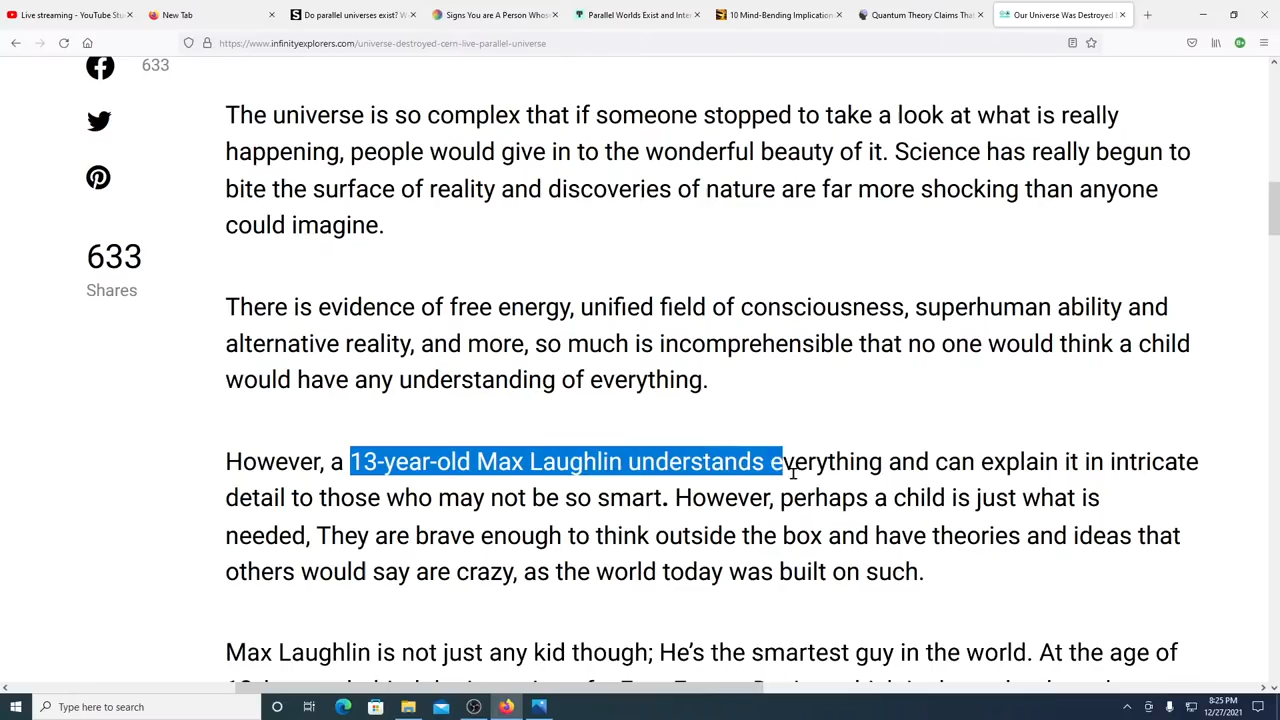 Live streaming - YouTube Stu
New Tab
Do parallel universes exist? W
Signs You are A Person Whos
Parallel Worlds Exist and Inter
10 Mind-Bending Implication
Quantum Theory Claims That
Our Universe Was Destroyed
https://www.infinityexplorers.com/universe-destroyed-cern-live-parallel-universe
633
The universe is so complex that if someone stopped to take a look at what is really
happening, people would give in to the wonderful beauty of it. Science has really begun to
bite the surface of reality and discoveries of nature are far more shocking than anyone
could imagine.
633
Shares
There is evidence of free energy, unified field of consciousness, superhuman ability and
alternative reality, and more, so much is incomprehensible that no one would think a child
would have any understanding of everything.
However, a 13-year-old Max Laughlin understands everything and can explain it in intricate
detail to those who may not be so smart. However, perhaps a child is just what is
needed, They are brave enough to think outside the box and have theories and ideas that
others would say are crazy, as the world today was built on such.
Max Laughlin is not just any kid though; He's the smartest guy in the world. At the age of
Type here to search
8:25 PM
12/27/2021